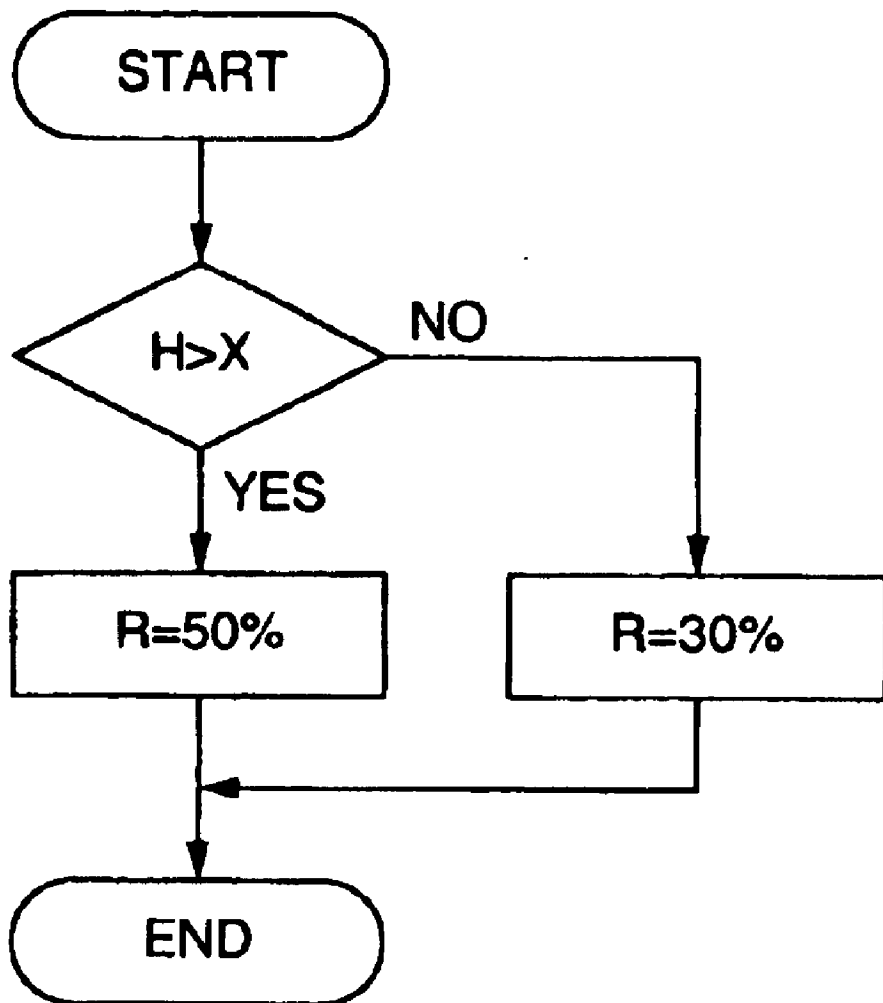 START
H>X
NO
YES
R=50%
R=30%
END